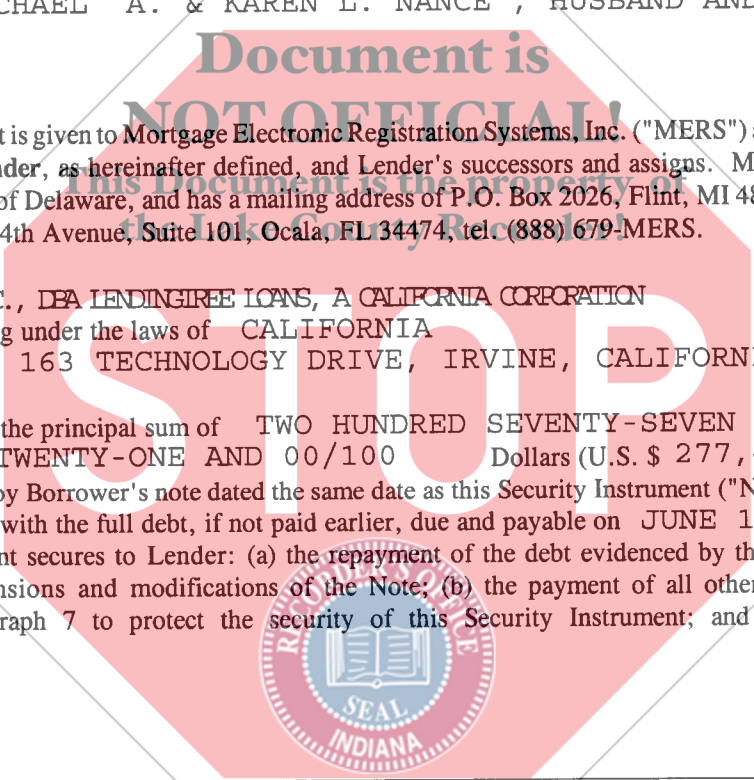 CHAEL A. & KAREN L. NANCE , HUSBAND AND
Document is
NOT OFFICIAL!
t is given to Mortgage Electronic Registration Systems, Inc. ("MERS")
nder, as hereinafter defined, and Lender's successors and assigns. M
This Document is the property of
of Delaware, and has a mailing address of P.O. Box 2026, Flint, MI 48
the Lake County Recorder!
4th Avenue, Suite 101, Ocala, FL 34474, tel. (888) 679-MERS.
C., DBA LENDINGTREE LOANS, A CALIFORNIA CORPORATION
g under the laws of CALIFORNIA
163 TECHNOLOGY DRIVE, IRVINE, CALIFORNI
STOP
the principal sum of TWO HUNDRED SEVENTY-SEVEN
TWENTY-ONE AND 00/100 Dollars (U.S. $ 277,
by Borrower's note dated the same date as this Security Instrument ("N
with the full debt, if not paid earlier, due and payable on JUNE 1
nt secures to Lender: (a) the repayment of the debt evidenced by th
nsions and modifications of the Note; (b) the payment of all other
raph 7 to protect the security of this Security Instrument; and
RECORDER'S OFFICE
SEAL
INDIANA